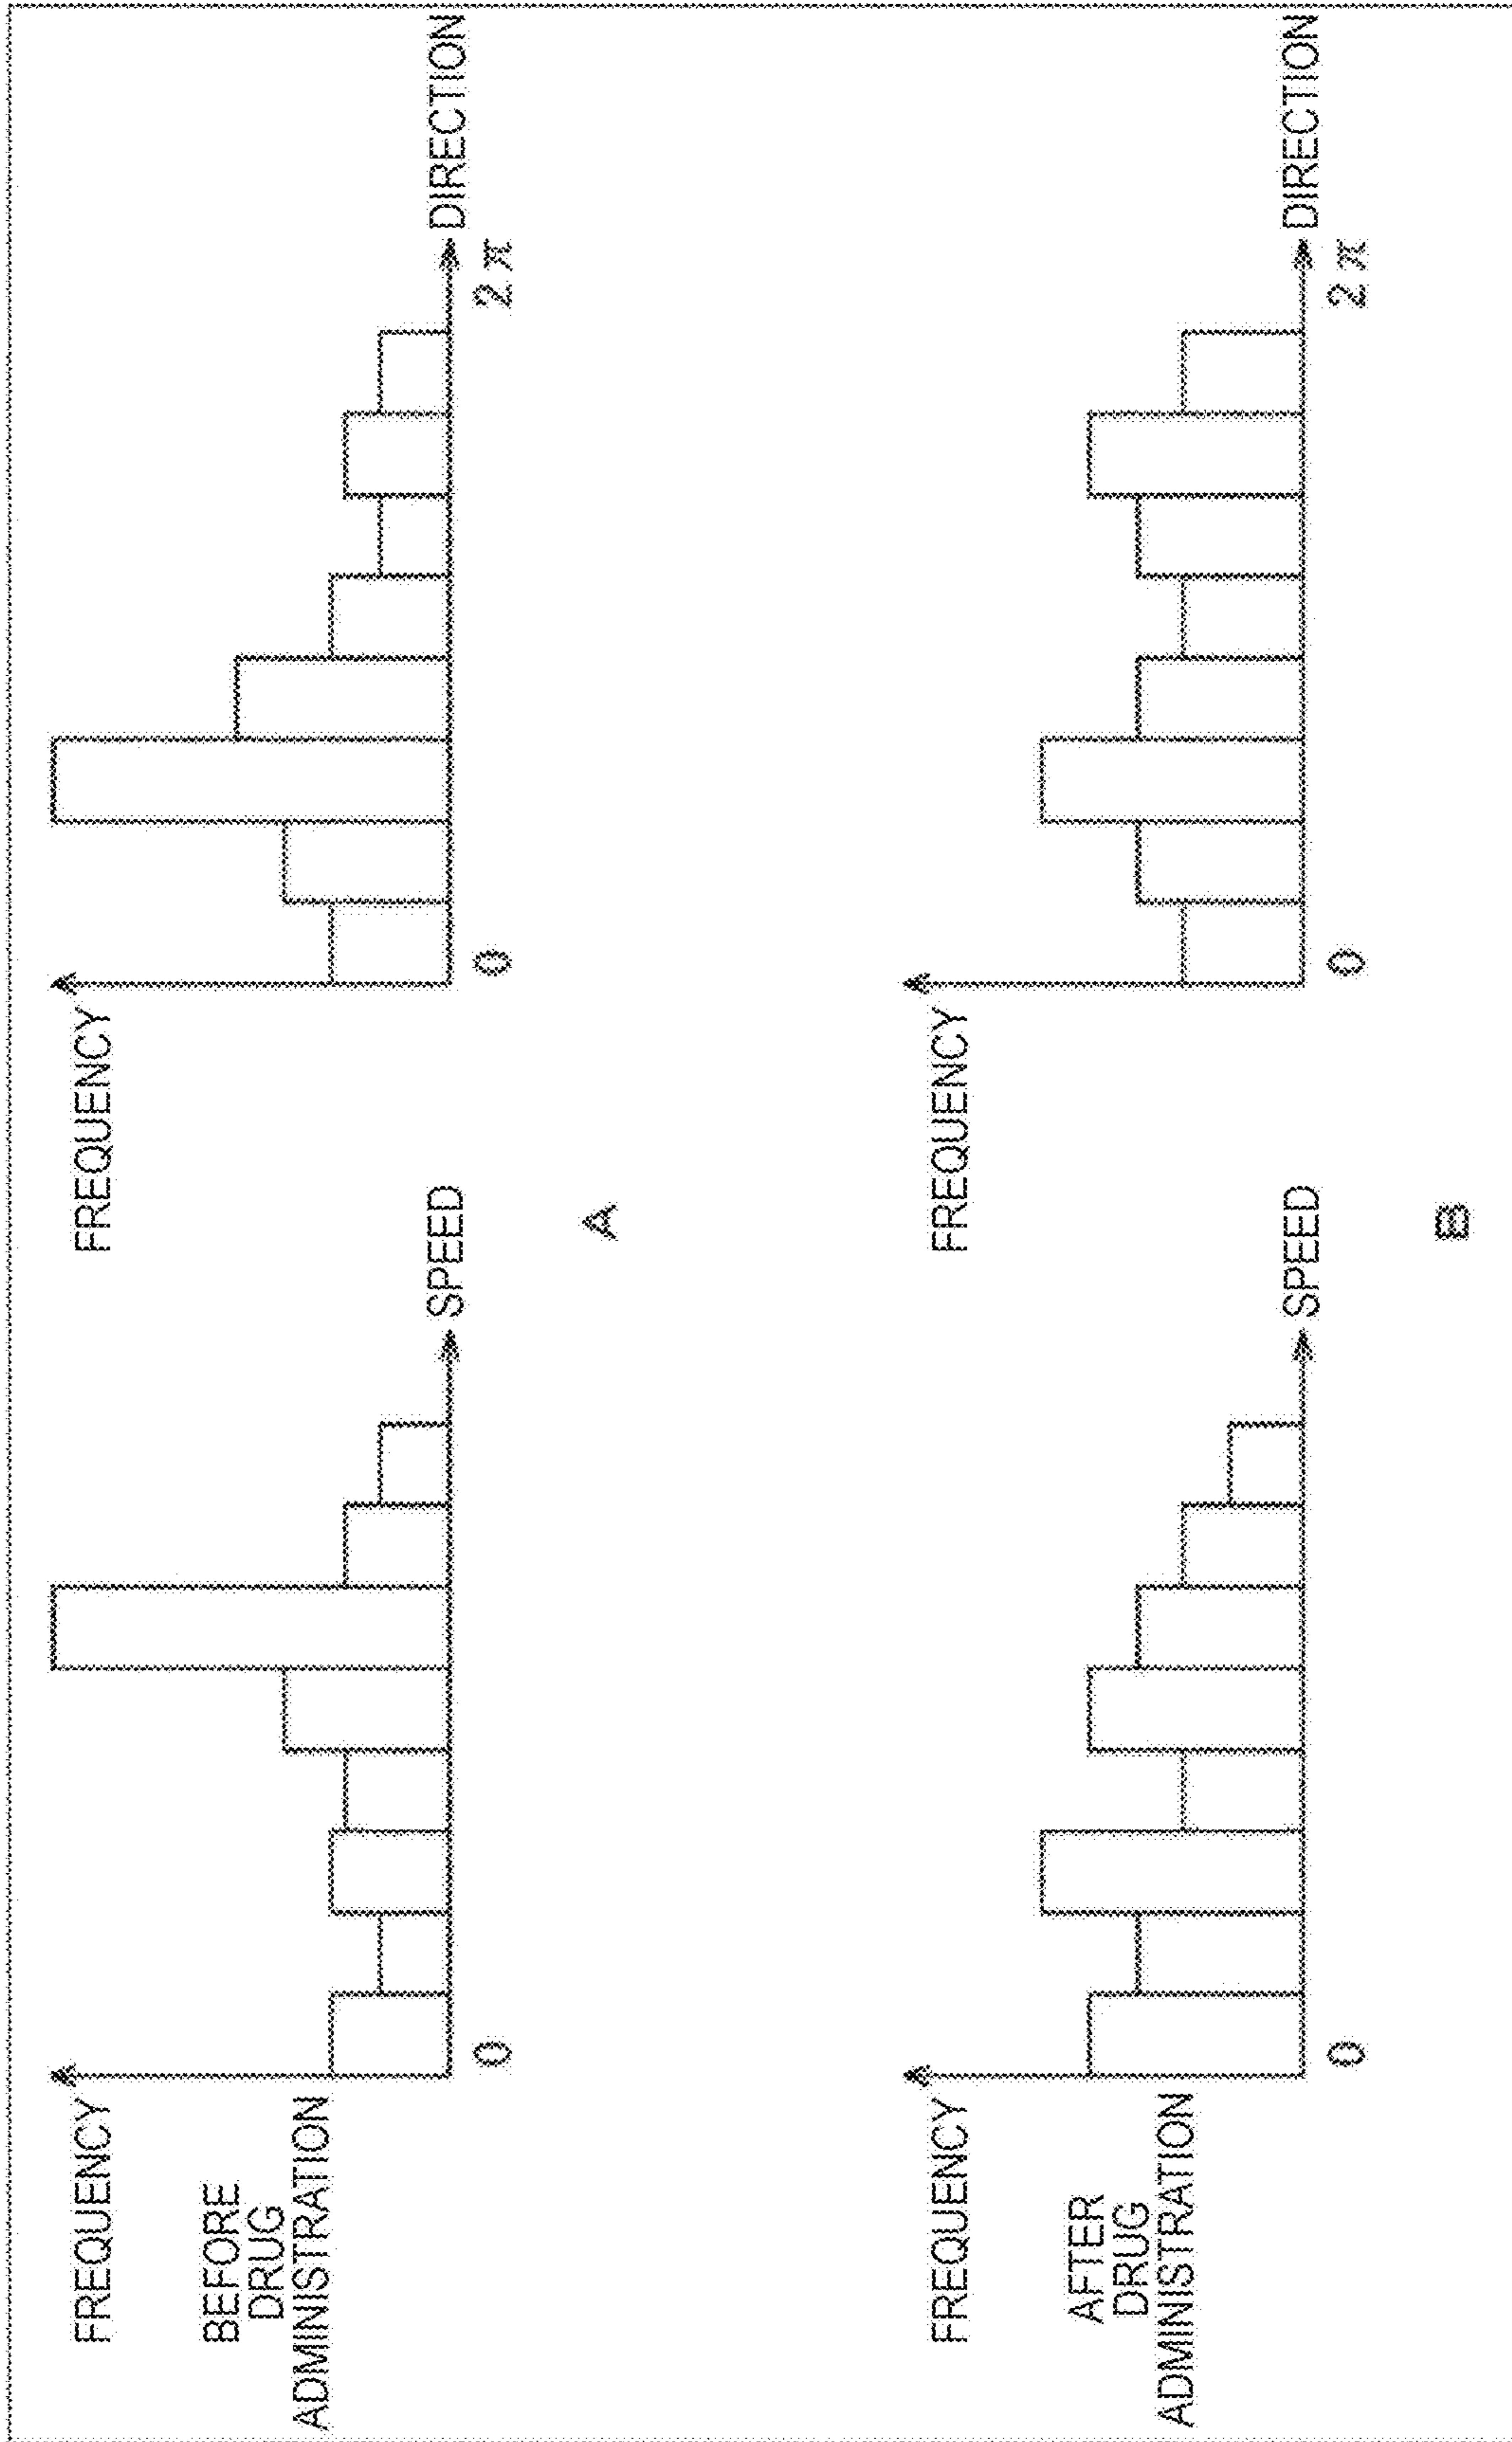 FREQUENCY
BEFORE
DRUG
ADMINISTRATION
0
SPEED
FREQUENCY
0
2π
DIRECTION
A
FREQUENCY
AFTER
DRUG
ADMINISTRATION
0
SPEED
FREQUENCY
0
2π
DIRECTION
B